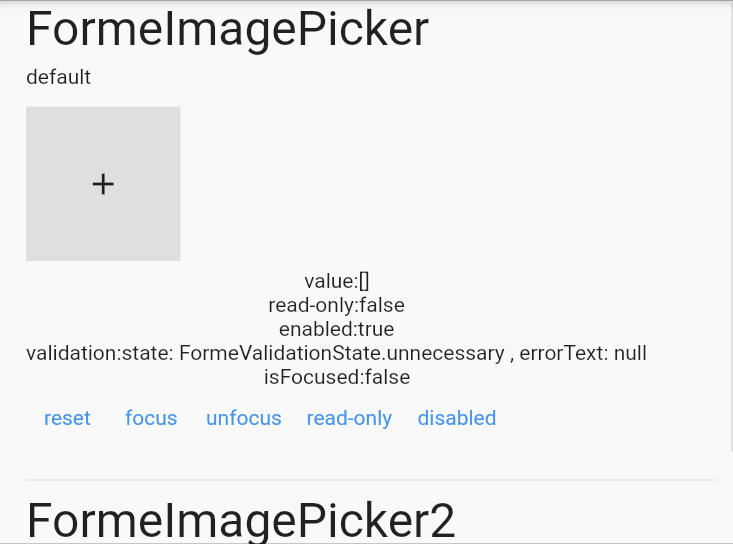 FormeImagePicker
default
+
value:[]
read-only:false
enabled:true
validation:state: FormeValidationState.unnecessary , errorText: null
isFocused:false
reset focus unfocus read-only disabled
FormeImagePicker2